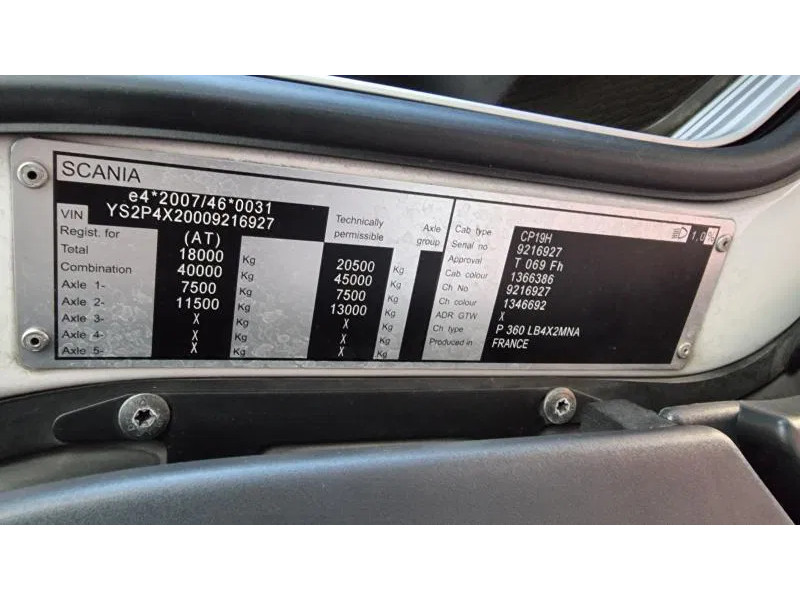 SCANIA
e4*2007/46*0031
VIN YS2P4X20009216927
Regist. for (AT) Technically permissible Axle group
Total 18000 Kg 20500 Kg
Combination 40000 Kg 45000 Kg
Axle 1- 7500 Kg 7500 Kg
Axle 2- 11500 Kg 13000 Kg
Axle 3- X Kg X Kg
Axle 4- X Kg X Kg
Axle 5- X Kg X Kg
Cab type CP19H 1,0%
Serial no 9216927
Approval T 069 Fh
Cab colour 1366386
Ch No 9216927
Ch colour 1346692
ADR GTW X
Ch type P 360 LB4X2MNA
Produced in FRANCE